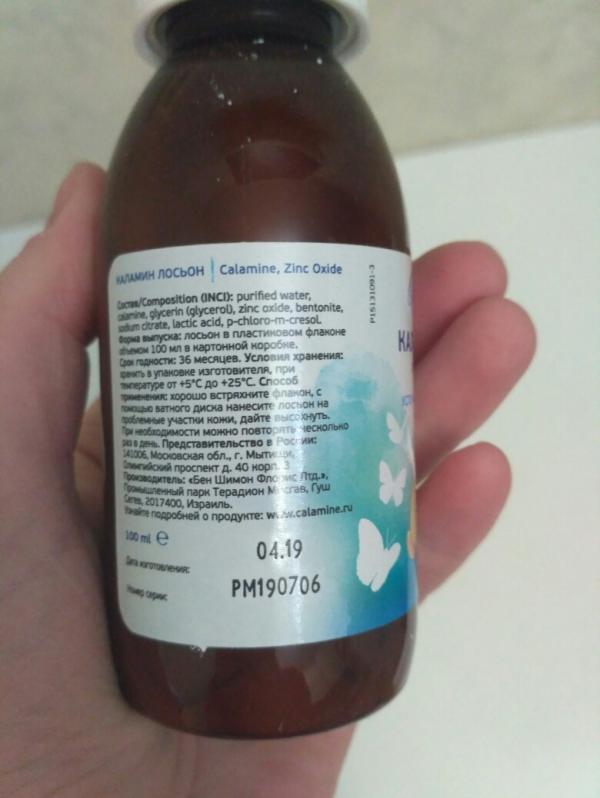 КАЛАМИН ЛОСЬОН | Calamine, Zinc Oxide
Состав/Composition (INCI): purified water,
calamine, glycerin (glycerol), zinc oxide, bentonite,
sodium citrate, lactic acid, p-chloro-m-cresol.
Форма выпуска: лосьон в пластиковом флаконе
объемом 100 мл в картонной коробке.
Срок годности: 36 месяцев. Условия хранения:
хранить в упаковке изготовителя, при
температуре от +5°C до +25°C. Способ
применения: хорошо встряхните флакон, с
помощью ватного диска нанесите лосьон на
проблемные участки кожи, дайте высохнуть.
При необходимости можно повторять несколько
раз в день. Представительство в России:
141006, Московская обл., г. Мытищи,
Олимпийский проспект д. 40 корп. 3
Производитель: «Бен Шимон Флорис Лтд.»,
Промышленный парк Терадион Мисгав, Гуш
Сегев, 2017400, Израиль.
Узнайте подробней о продукте: www.calamine.ru
100 ml e
Дата изготовления: 04.19
Номер серии: PM190706
P15131601-3